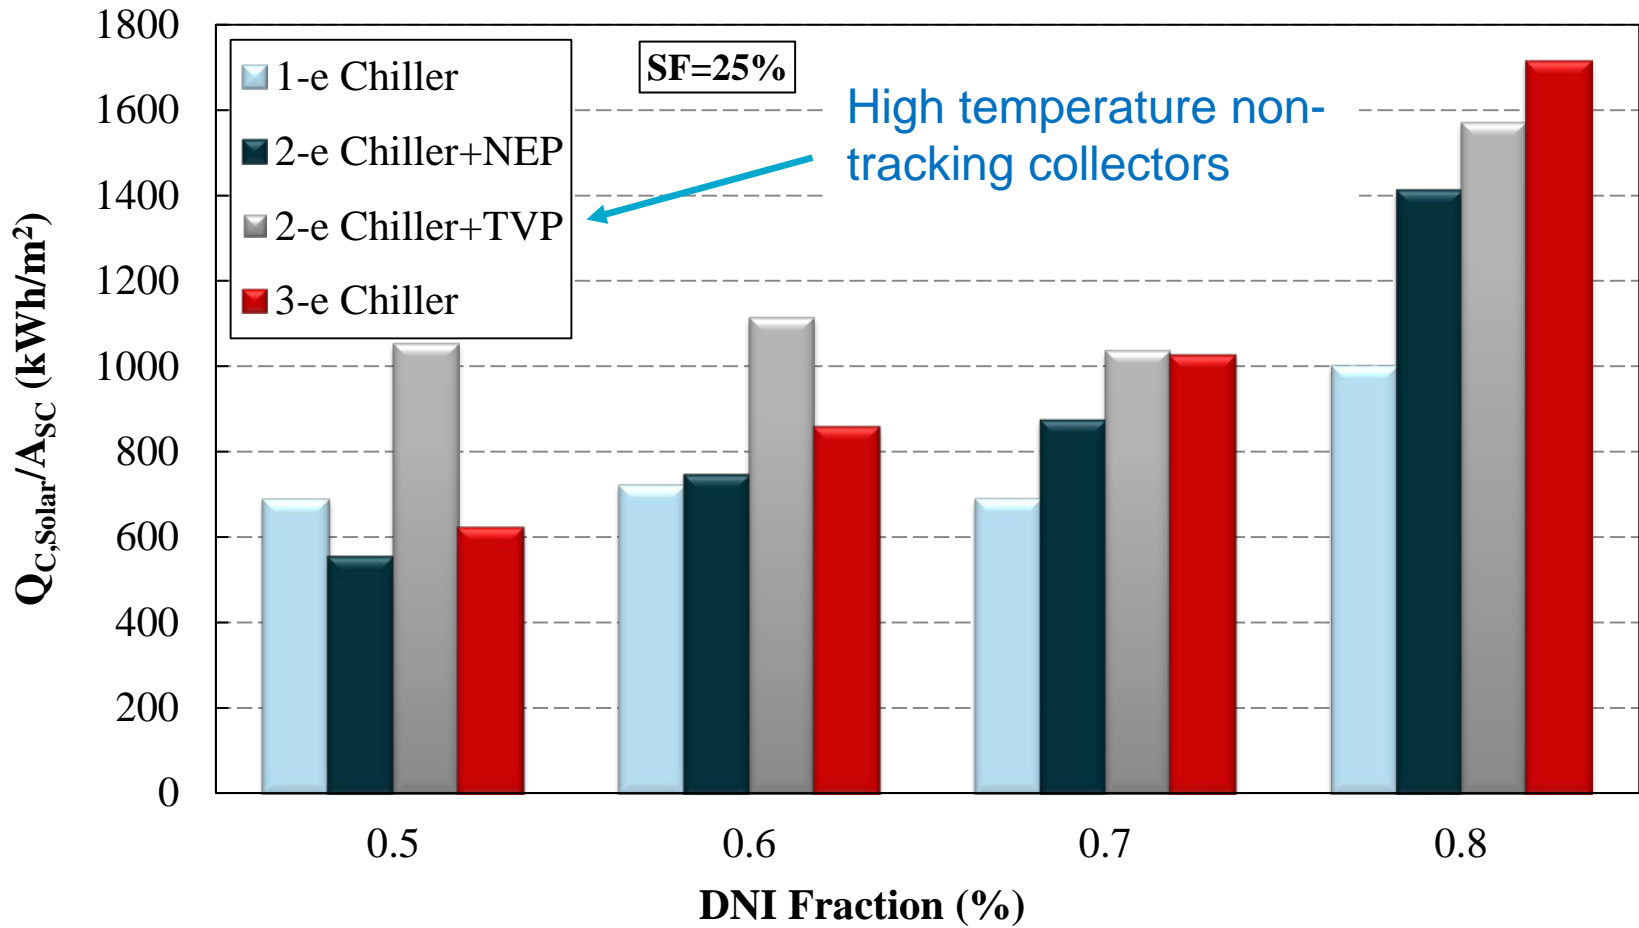 1800
1600
1400
1200
1000
800
600
400
200
0
Q_C,Solar/A_SC (kWh/m²)
1-e Chiller
2-e Chiller+NEP
2-e Chiller+TVP
3-e Chiller
SF=25%
High temperature non-
tracking collectors
0.5 0.6 0.7 0.8
DNI Fraction (%)